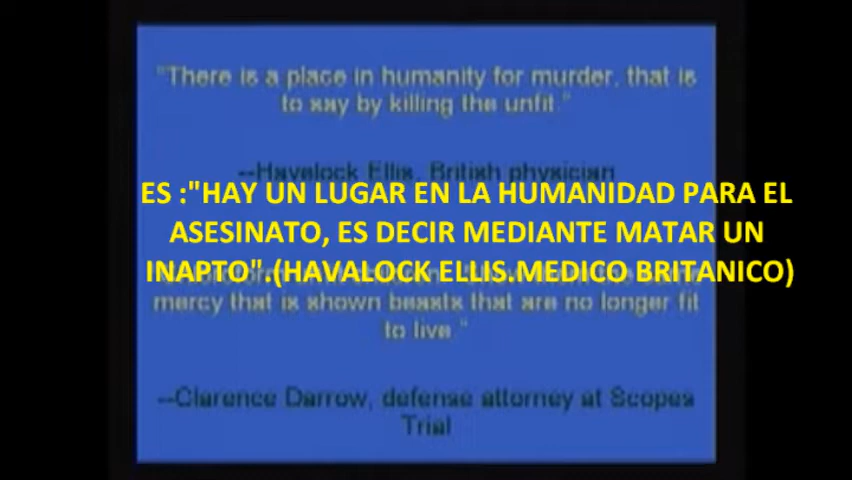 "There is a place in humanity for murder, that is
to say by killing the unfit."
--Havelock Ellis, British physician
ES :"HAY UN LUGAR EN LA HUMANIDAD PARA EL
ASESINATO, ES DECIR MEDIANTE MATAR UN
INAPTO".(HAVALOCK ELLIS.MEDICO BRITANICO)
mercy that is shown beasts that are no longer fit
to live."
--Clarence Darrow, defense attorney at Scopes
Trial